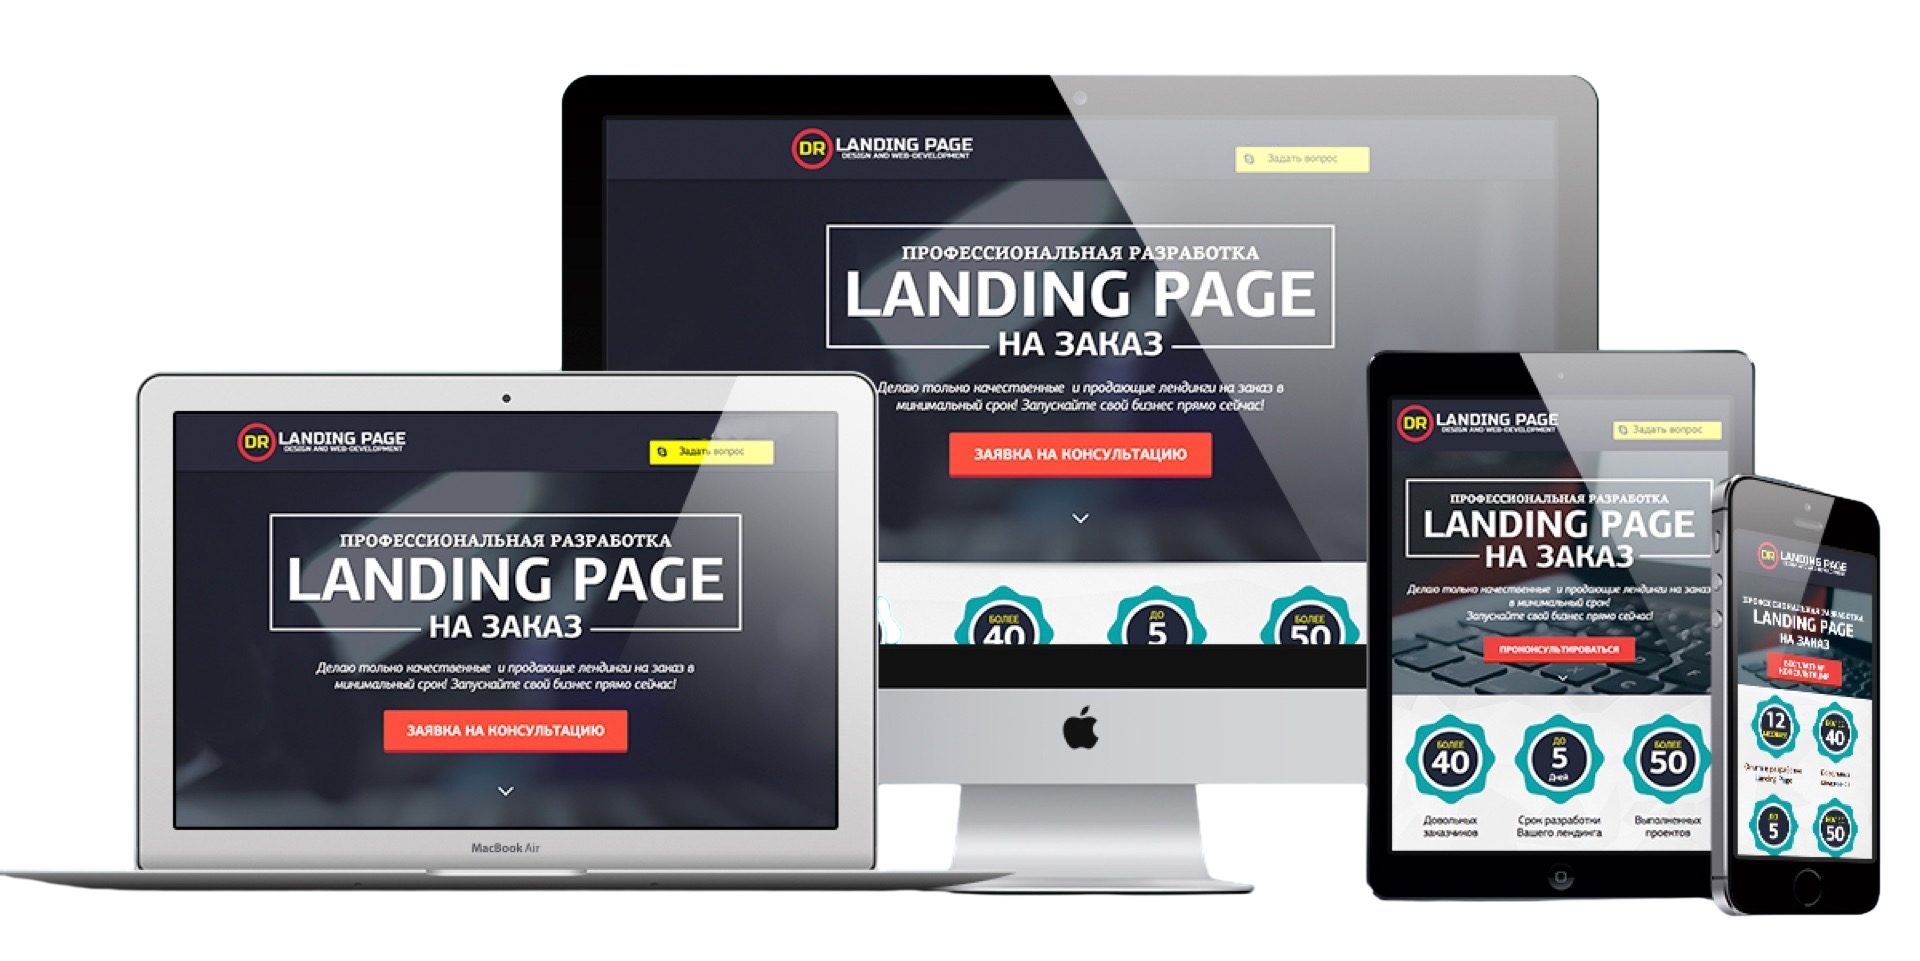 DR LANDING PAGE
DESIGN AND WEB-DEVELOPMENT
Задать вопрос
ПРОФЕССИОНАЛЬНАЯ РАЗРАБОТКА
LANDING PAGE
НА ЗАКАЗ
Делаю только качественные и продающие лендинги на заказ в
минимальный срок! Запускайте свой бизнес прямо сейчас!
ЗАЯВКА НА КОНСУЛЬТАЦИЮ
БОЛЕЕ
40
ДО
5
БОЛЕЕ
50
DR LANDING PAGE
DESIGN AND WEB-DEVELOPMENT
Задать вопрос
ПРОФЕССИОНАЛЬНАЯ РАЗРАБОТКА
LANDING PAGE
НА ЗАКАЗ
Делаю только качественные и продающие лендинги на заказ в
минимальный срок! Запускайте свой бизнес прямо сейчас!
ЗАЯВКА НА КОНСУЛЬТАЦИЮ
MacBook Air
DR LANDING PAGE
DESIGN AND WEB-DEVELOPMENT
Задать вопрос
ПРОФЕССИОНАЛЬНАЯ РАЗРАБОТКА
LANDING PAGE
НА ЗАКАЗ
Делаю только качественные и продающие лендинги на заказ
в минимальный срок!
Запускайте свой бизнес прямо сейчас!
ПРОКОНСУЛЬТИРОВАТЬСЯ
БОЛЕЕ
40
Довольных
заказчиков
ДО
5
Дней
Срок разработки
Вашего лендинга
БОЛЕЕ
50
Выполненных
проектов
DR LANDING PAGE
ПРОФЕССИОНАЛЬНАЯ РАЗРАБОТКА
LANDING PAGE
НА ЗАКАЗ
12
40
Landing Page
ДО
5
50